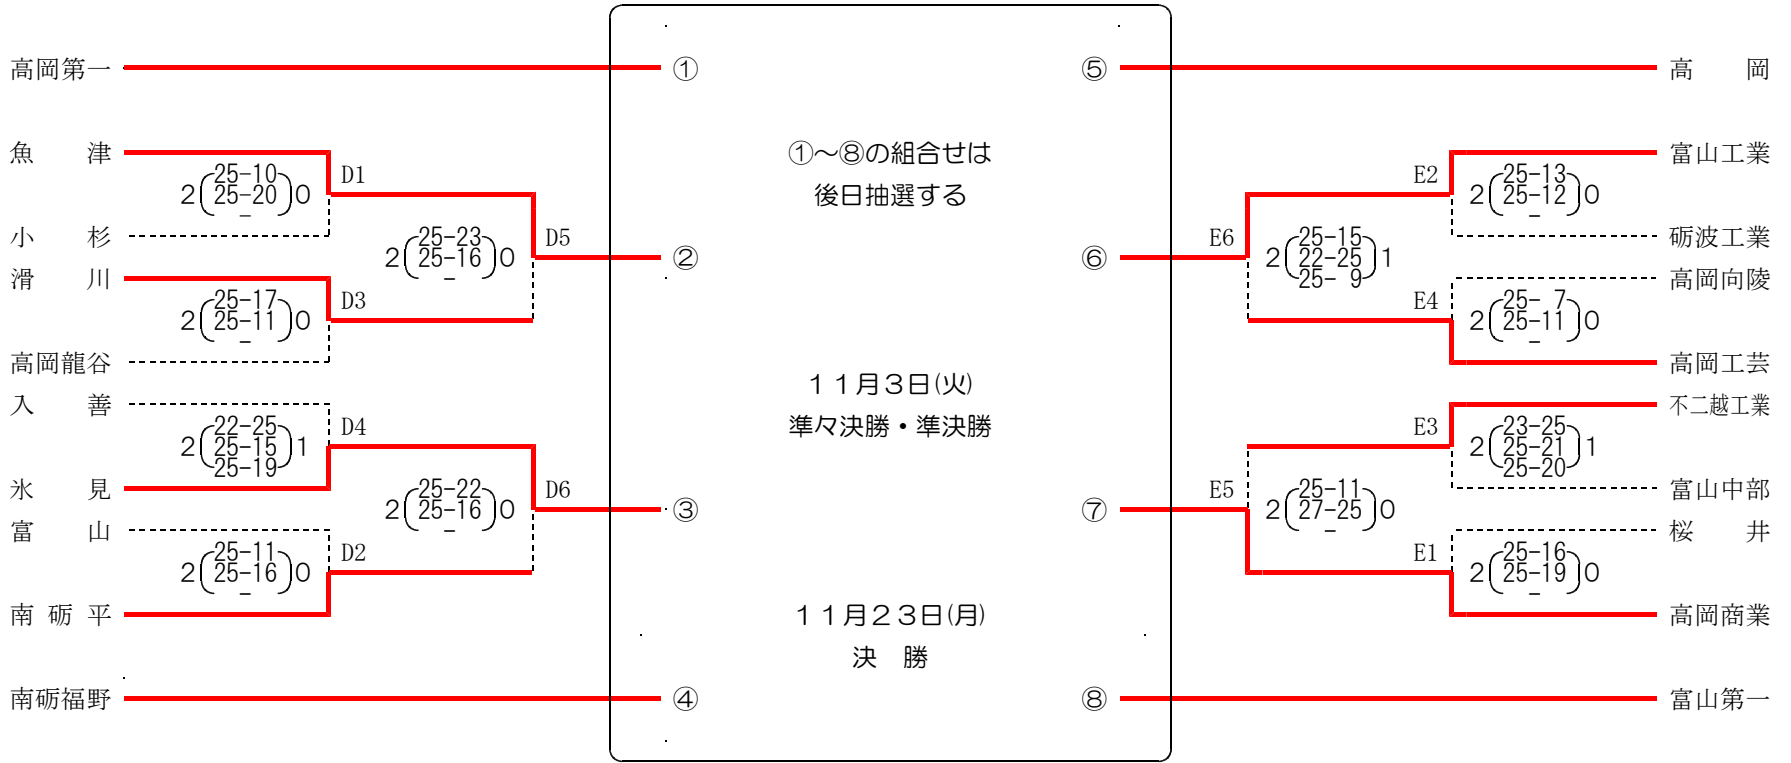 高岡第一
①
⑤
高　岡
魚　津
2(25-10 25-20 -)0
D1
小　杉
滑　川
2(25-17 25-11 -)0
D3
高岡龍谷
2(25-23 25-16 -)0
D5
②
入　善
2(22-25 25-15 25-19)1
D4
氷　見
富　山
2(25-11 25-16 -)0
D2
南 砺 平
2(25-22 25-16 -)0
D6
③
南砺福野
④
①～⑧の組合せは
後日抽選する
11月3日(火)
準々決勝・準決勝
11月23日(月)
決　勝
富山工業
E2
2(25-13 25-12 -)0
砺波工業
⑥
E6
2(25-15 22-25 25- 9)1
高岡向陵
E4
2(25- 7 25-11 -)0
高岡工芸
不二越工業
E3
2(23-25 25-21 25-20)1
富山中部
⑦
E5
2(25-11 27-25 -)0
桜　井
E1
2(25-16 25-19 -)0
高岡商業
⑧
富山第一